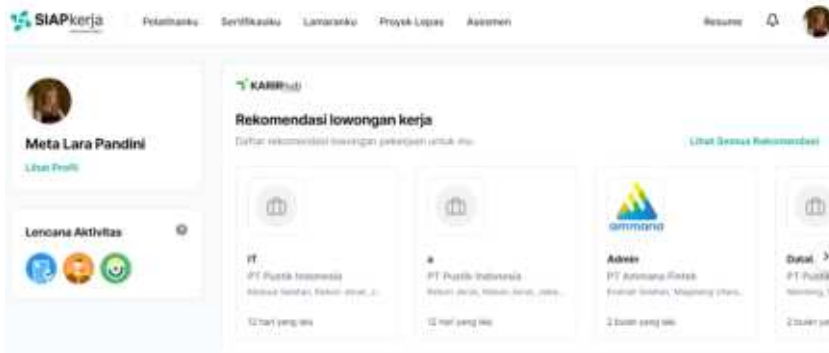 SIAPkerja
Pelatihanku Sertifikasiku Lamaranku Proyek Lepas Asesmen Resume
Meta Lara Pandini
Lihat Profil
Lencana Aktivitas
KARIRhub
Rekomendasi lowongan kerja
Daftar rekomendasi lowongan pekerjaan untuk mu
Lihat Semua Rekomendasi
IT
PT Pustik Indonesia
12 hari yang lalu
a
PT Pustik Indonesia
12 hari yang lalu
ammana
Admin
PT Ammana Fintek
2 bulan yang lalu
PT Pustik
2 bulan